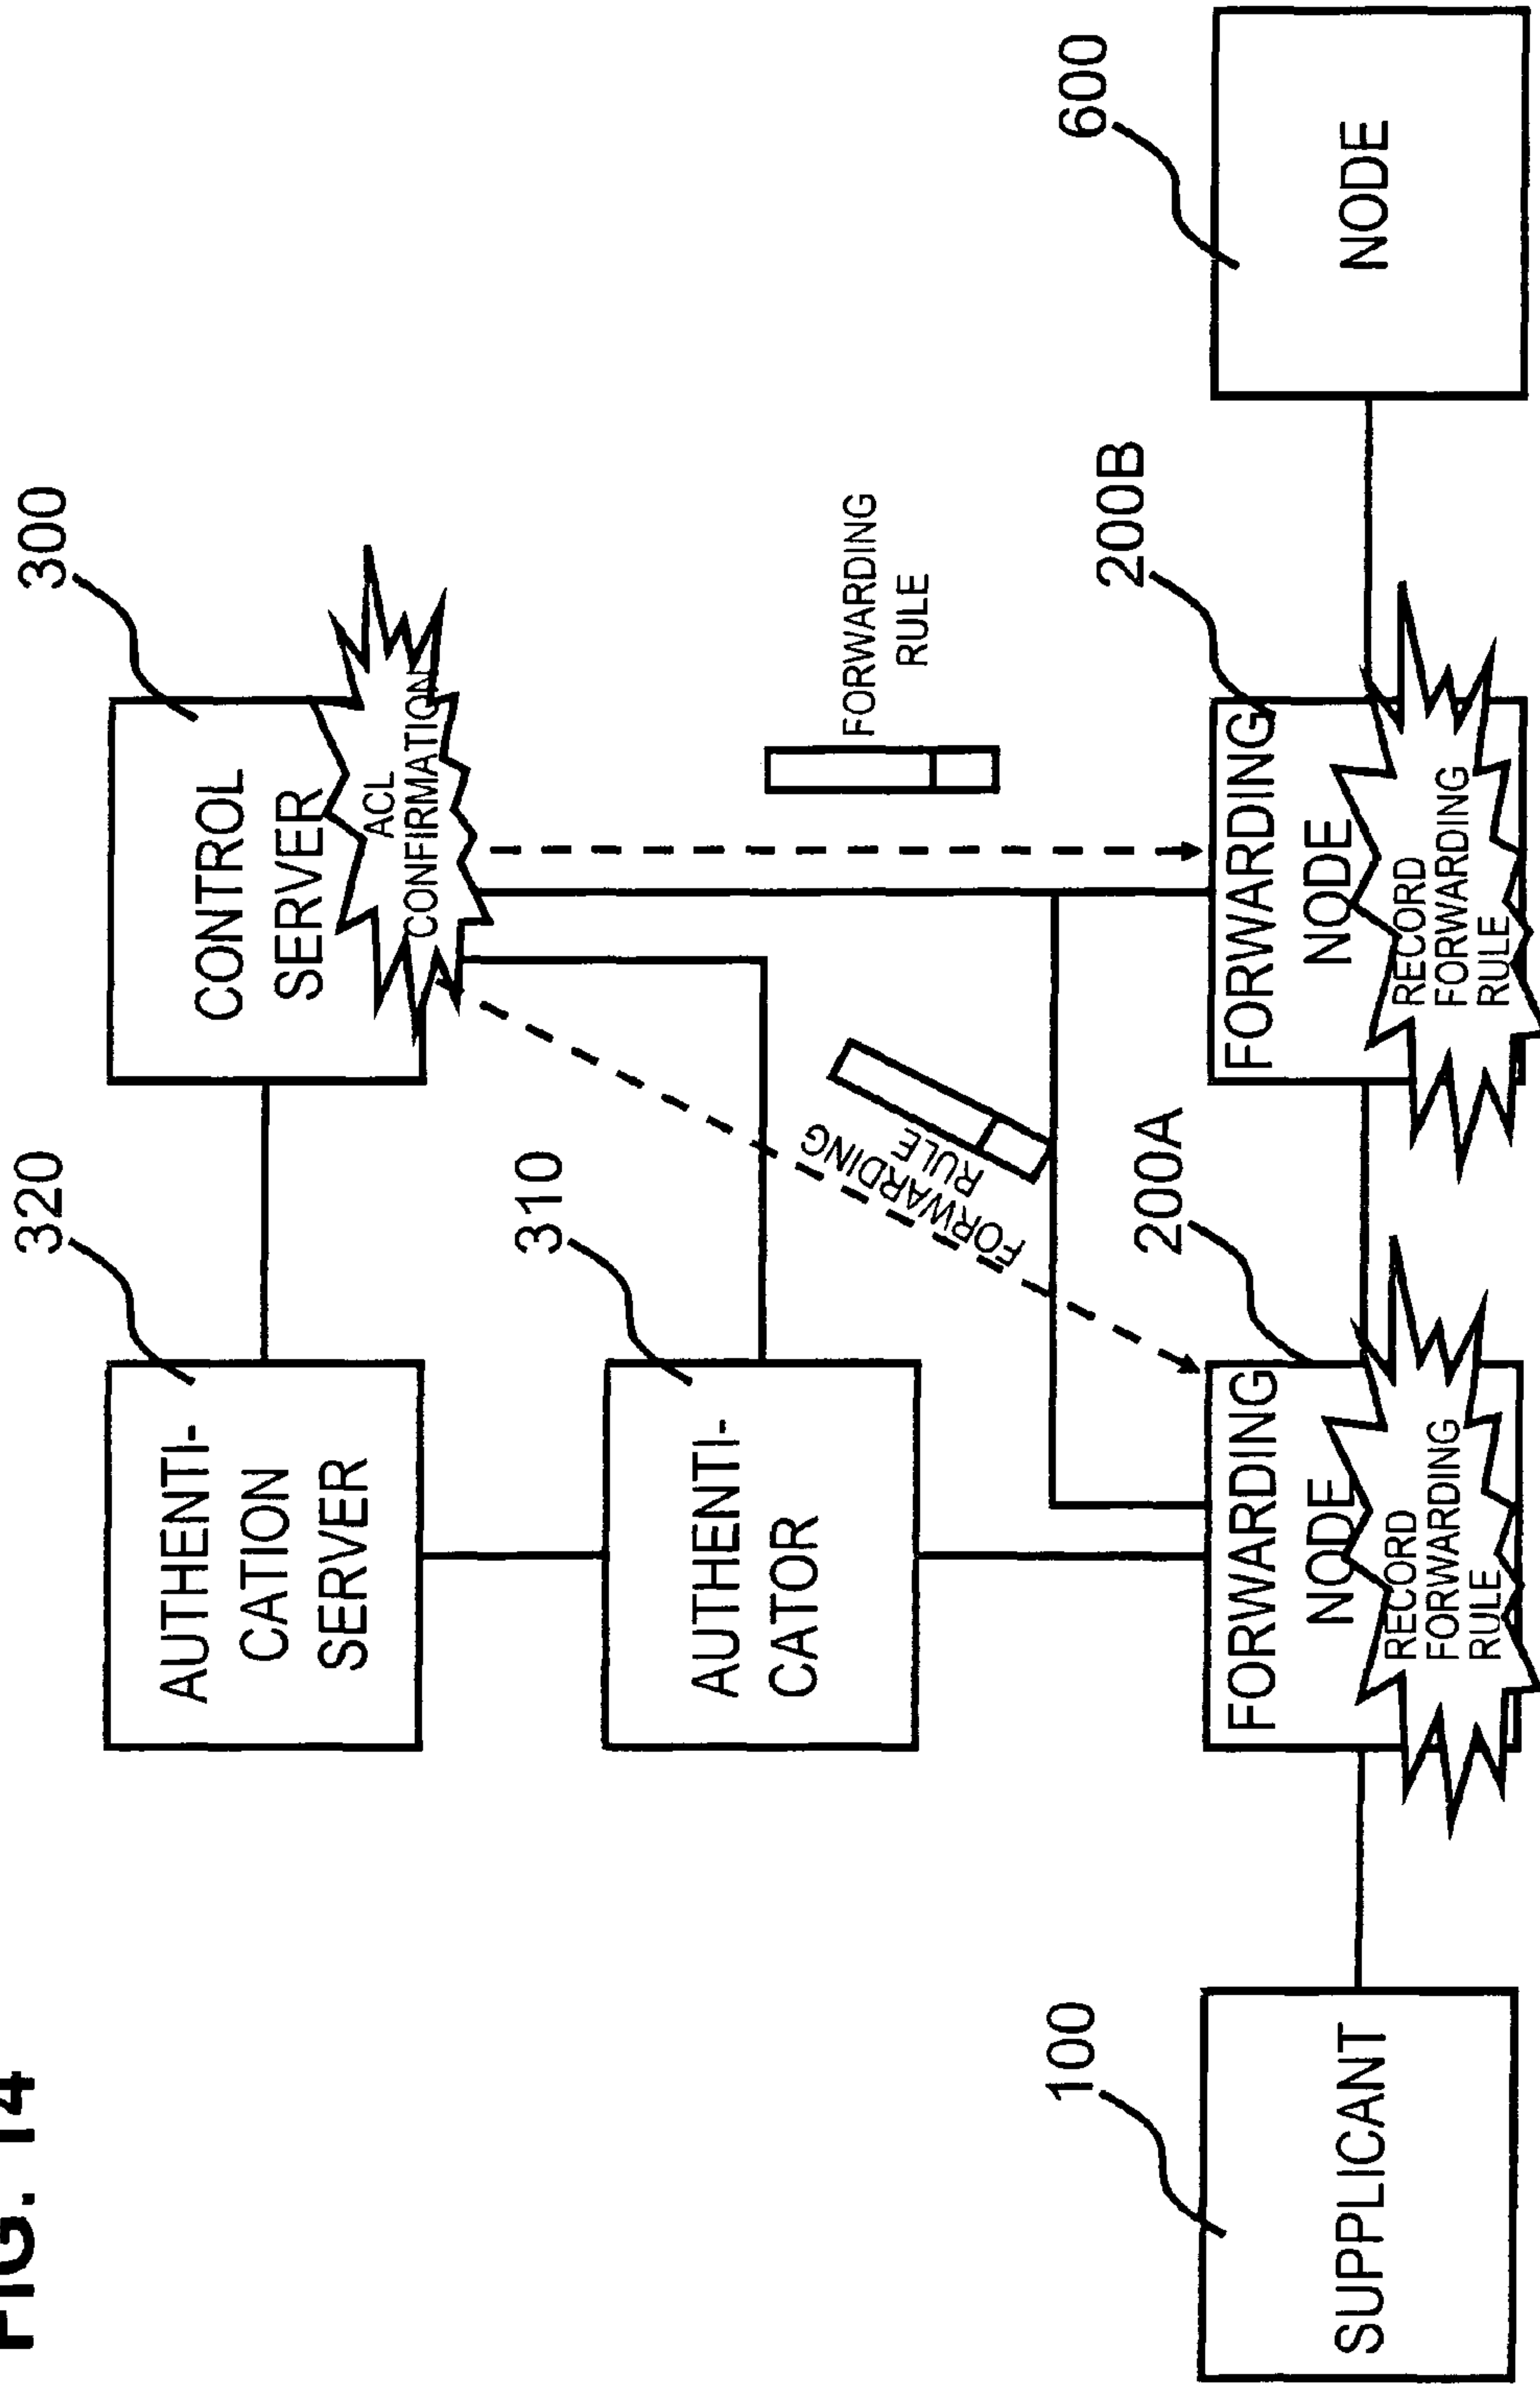 FIG. 14
320
AUTHENTI-
CATION
SERVER
300
CONTROL
SERVER
ACL
CONFIRMATION
310
AUTHENTI-
CATOR
FORWARDING
RULE
FORWARDING
RULE
100
SUPPLICANT
200A
FORWARDING
NODE
RECORD
FORWARDING
RULE
200B
FORWARDING
NODE
RECORD
FORWARDING
RULE
600
NODE